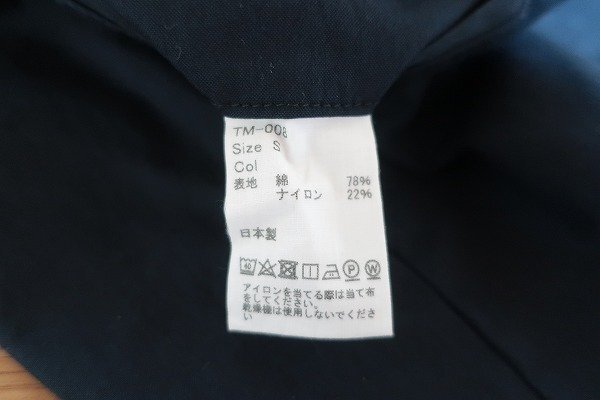 TM-008
Size S
Col
表地 綿 78%
ナイロン 22%
日本製
40 P W
アイロンを当てる際は当て布
をしてください。
乾燥機は使用しないでくださ
い